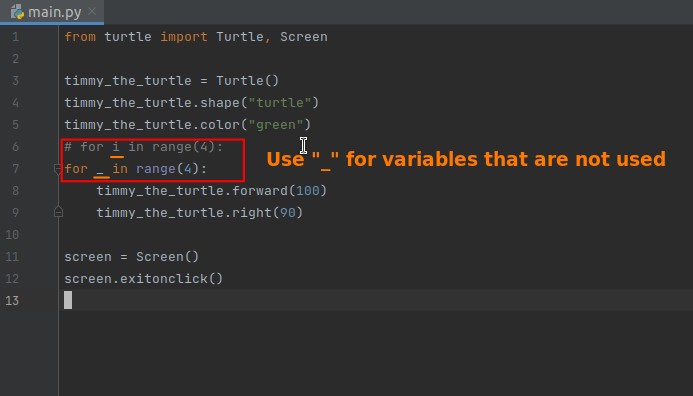 main.py
1 from turtle import Turtle, Screen
2
3 timmy_the_turtle = Turtle()
4 timmy_the_turtle.shape("turtle")
5 timmy_the_turtle.color("green")
6 # for i in range(4):
7 for _ in range(4):
Use "_" for variables that are not used
8     timmy_the_turtle.forward(100)
9     timmy_the_turtle.right(90)
10
11 screen = Screen()
12 screen.exitonclick()
13